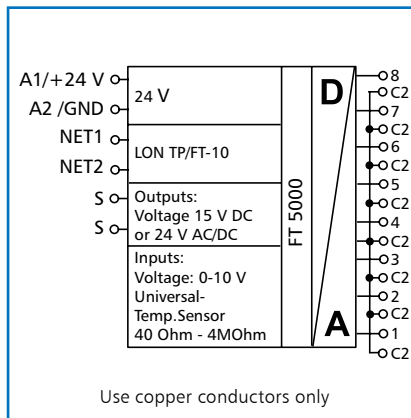 A1/+24 V
A2 /GND
NET1
NET2
S
S
24 V
LON TP/FT-10
Outputs:
Voltage 15 V DC
or 24 V AC/DC
Inputs:
Voltage: 0-10 V
Universal-
Temp.Sensor
40 Ohm - 4MOhm
FT 5000
D
A
8
C2
7
C2
6
C2
5
C2
4
C2
3
C2
2
C2
1
C2
Use copper conductors only